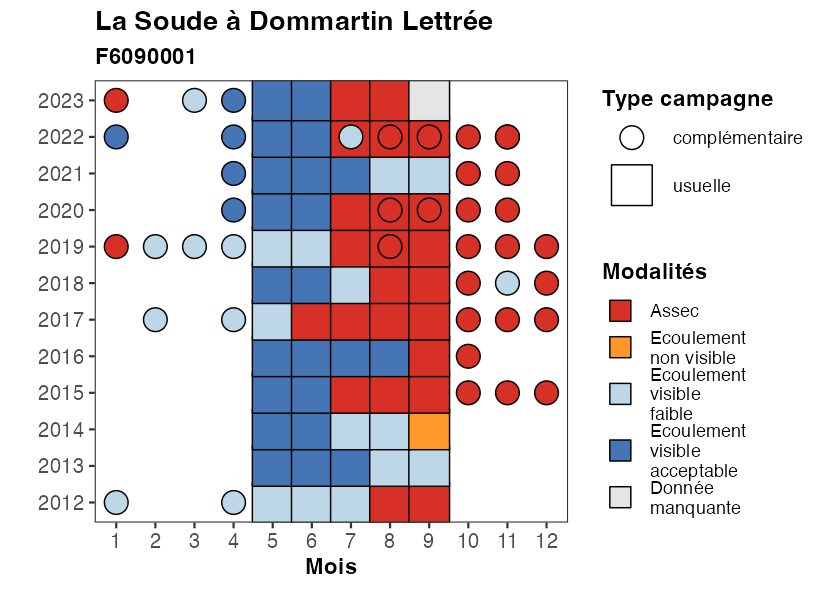 La Soude à Dommartin Lettrée
F6090001
2023
2022
2021
2020
2019
2018
2017
2016
2015
2014
2013
2012
1 2 3 4 5 6 7 8 9 10 11 12
Mois
Type campagne
complémentaire
usuelle
Modalités
Assec
Ecoulement
non visible
Ecoulement
visible
faible
Ecoulement
visible
acceptable
Donnée
manquante